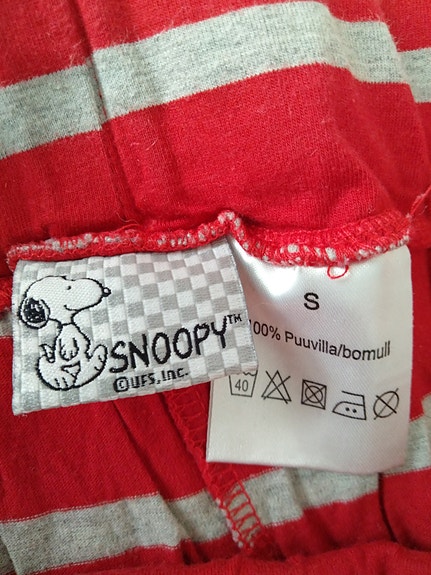 SNOOPY™
©UFS, Inc.
S
100% Puuvilla/bomull
40